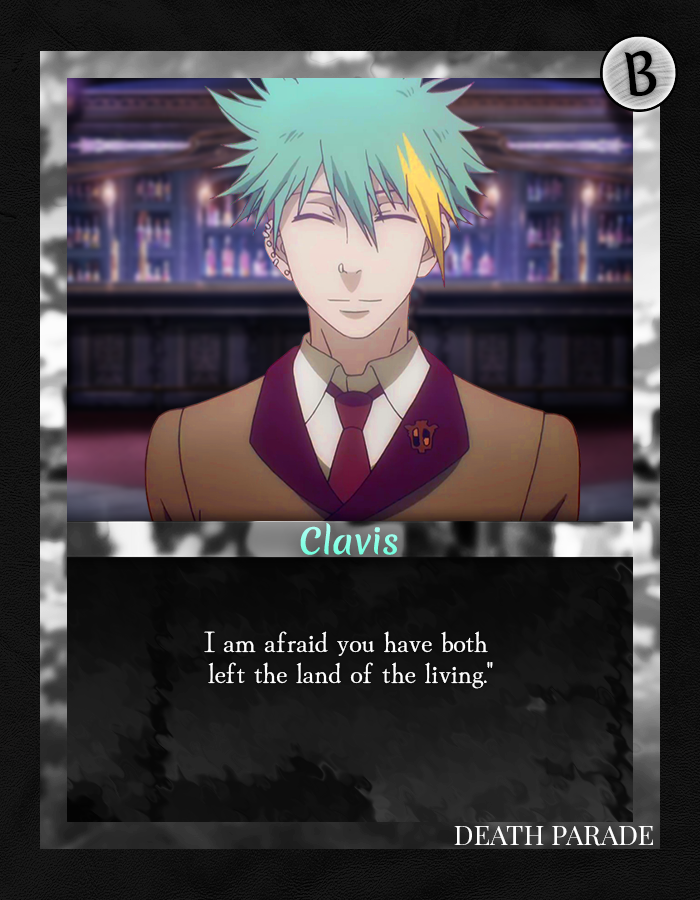 B
Clavis
I am afraid you have both
left the land of the living."
DEATH PARADE